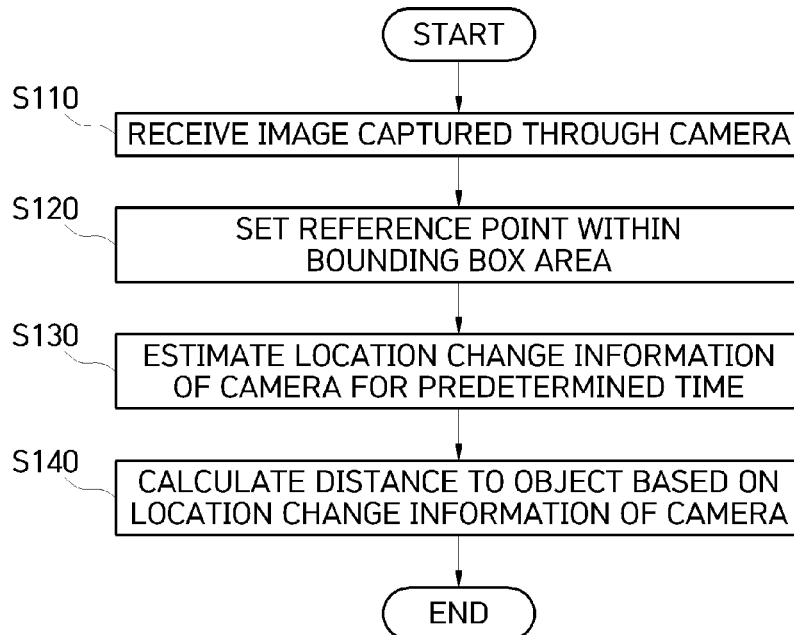 START
S110
RECEIVE IMAGE CAPTURED THROUGH CAMERA
S120
SET REFERENCE POINT WITHIN
BOUNDING BOX AREA
S130
ESTIMATE LOCATION CHANGE INFORMATION
OF CAMERA FOR PREDETERMINED TIME
S140
CALCULATE DISTANCE TO OBJECT BASED ON
LOCATION CHANGE INFORMATION OF CAMERA
END